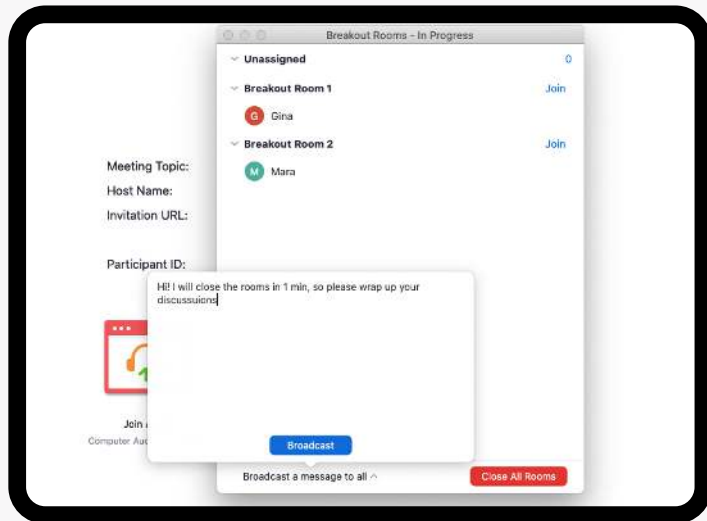 Breakout Rooms - In Progress
Unassigned 0
Breakout Room 1 Join
G Gina
Breakout Room 2 Join
M Mara
Meeting Topic:
Host Name:
Invitation URL:
Participant ID:
Hi! I will close the rooms in 1 min, so please wrap up your
discussuions
Broadcast
Join
Computer Au
Broadcast a message to all
Close All Rooms